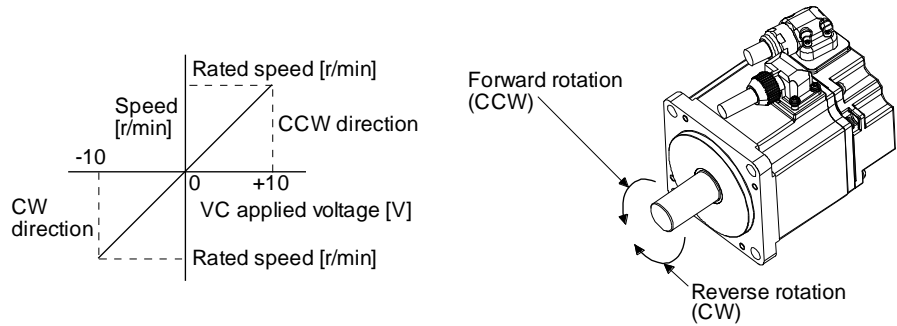 Rated speed [r/min]
Speed
[r/min]
CCW direction
-10
0
+10
CW
direction
VC applied voltage [V]
Rated speed [r/min]
Forward rotation
(CCW)
Reverse rotation
(CW)